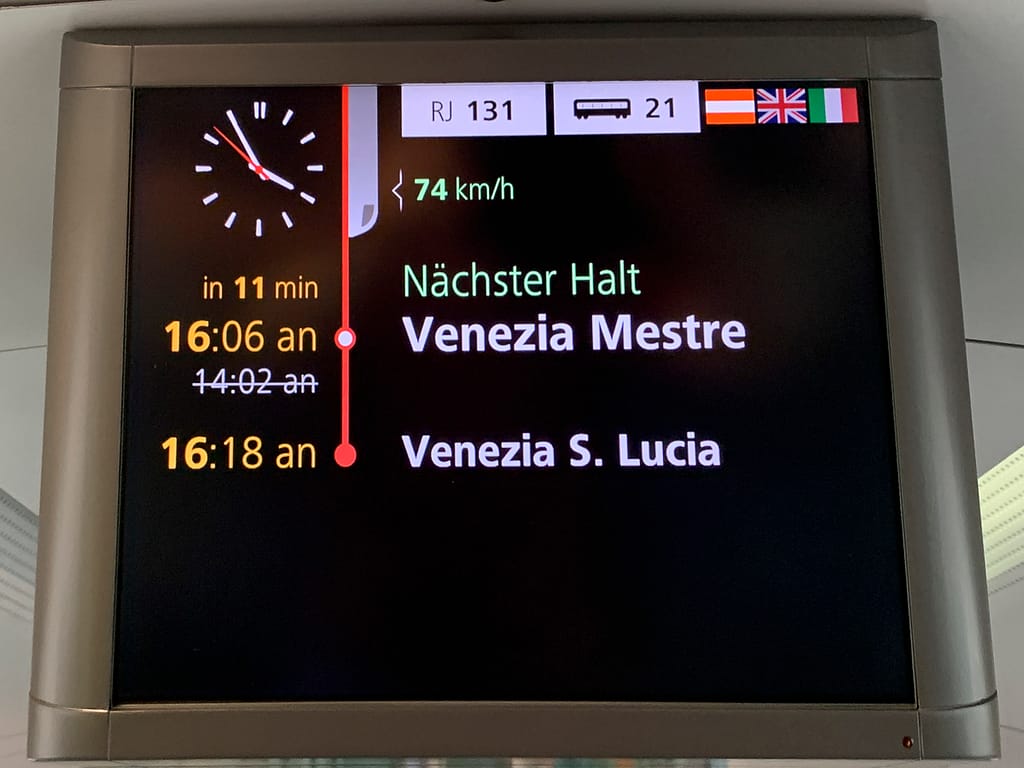 RJ 131
21
74 km/h
in 11 min
Nächster Halt
16:06 an
Venezia Mestre
14:02 an
16:18 an
Venezia S. Lucia